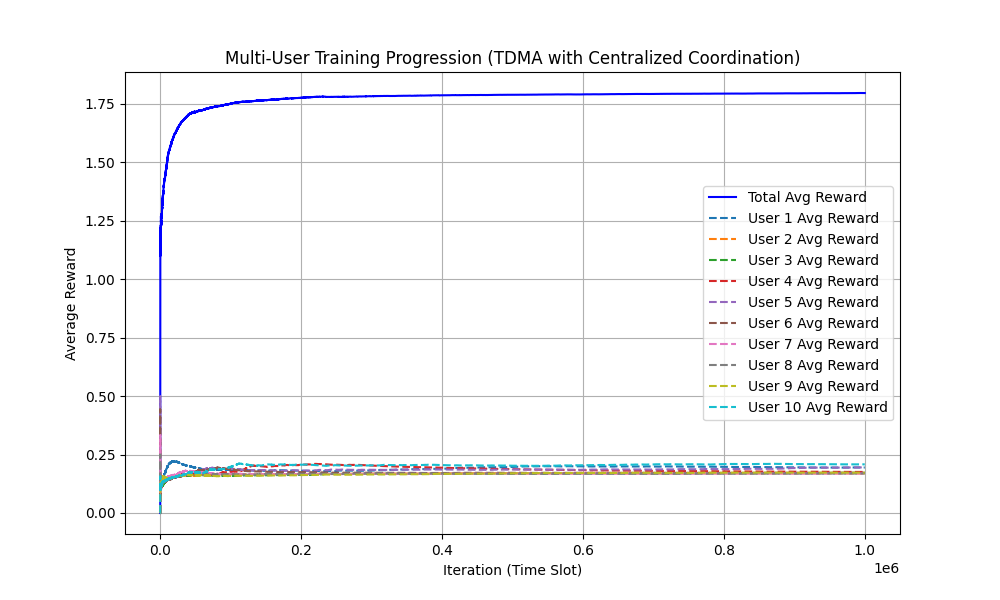 Multi-User Training Progression (TDMA with Centralized Coordination)
Average Reward
1.75
1.50
1.25
1.00
0.75
0.50
0.25
0.00
Total Avg Reward
User 1 Avg Reward
User 2 Avg Reward
User 3 Avg Reward
User 4 Avg Reward
User 5 Avg Reward
User 6 Avg Reward
User 7 Avg Reward
User 8 Avg Reward
User 9 Avg Reward
User 10 Avg Reward
0.0 0.2 0.4 0.6 0.8 1.0
1e6
Iteration (Time Slot)